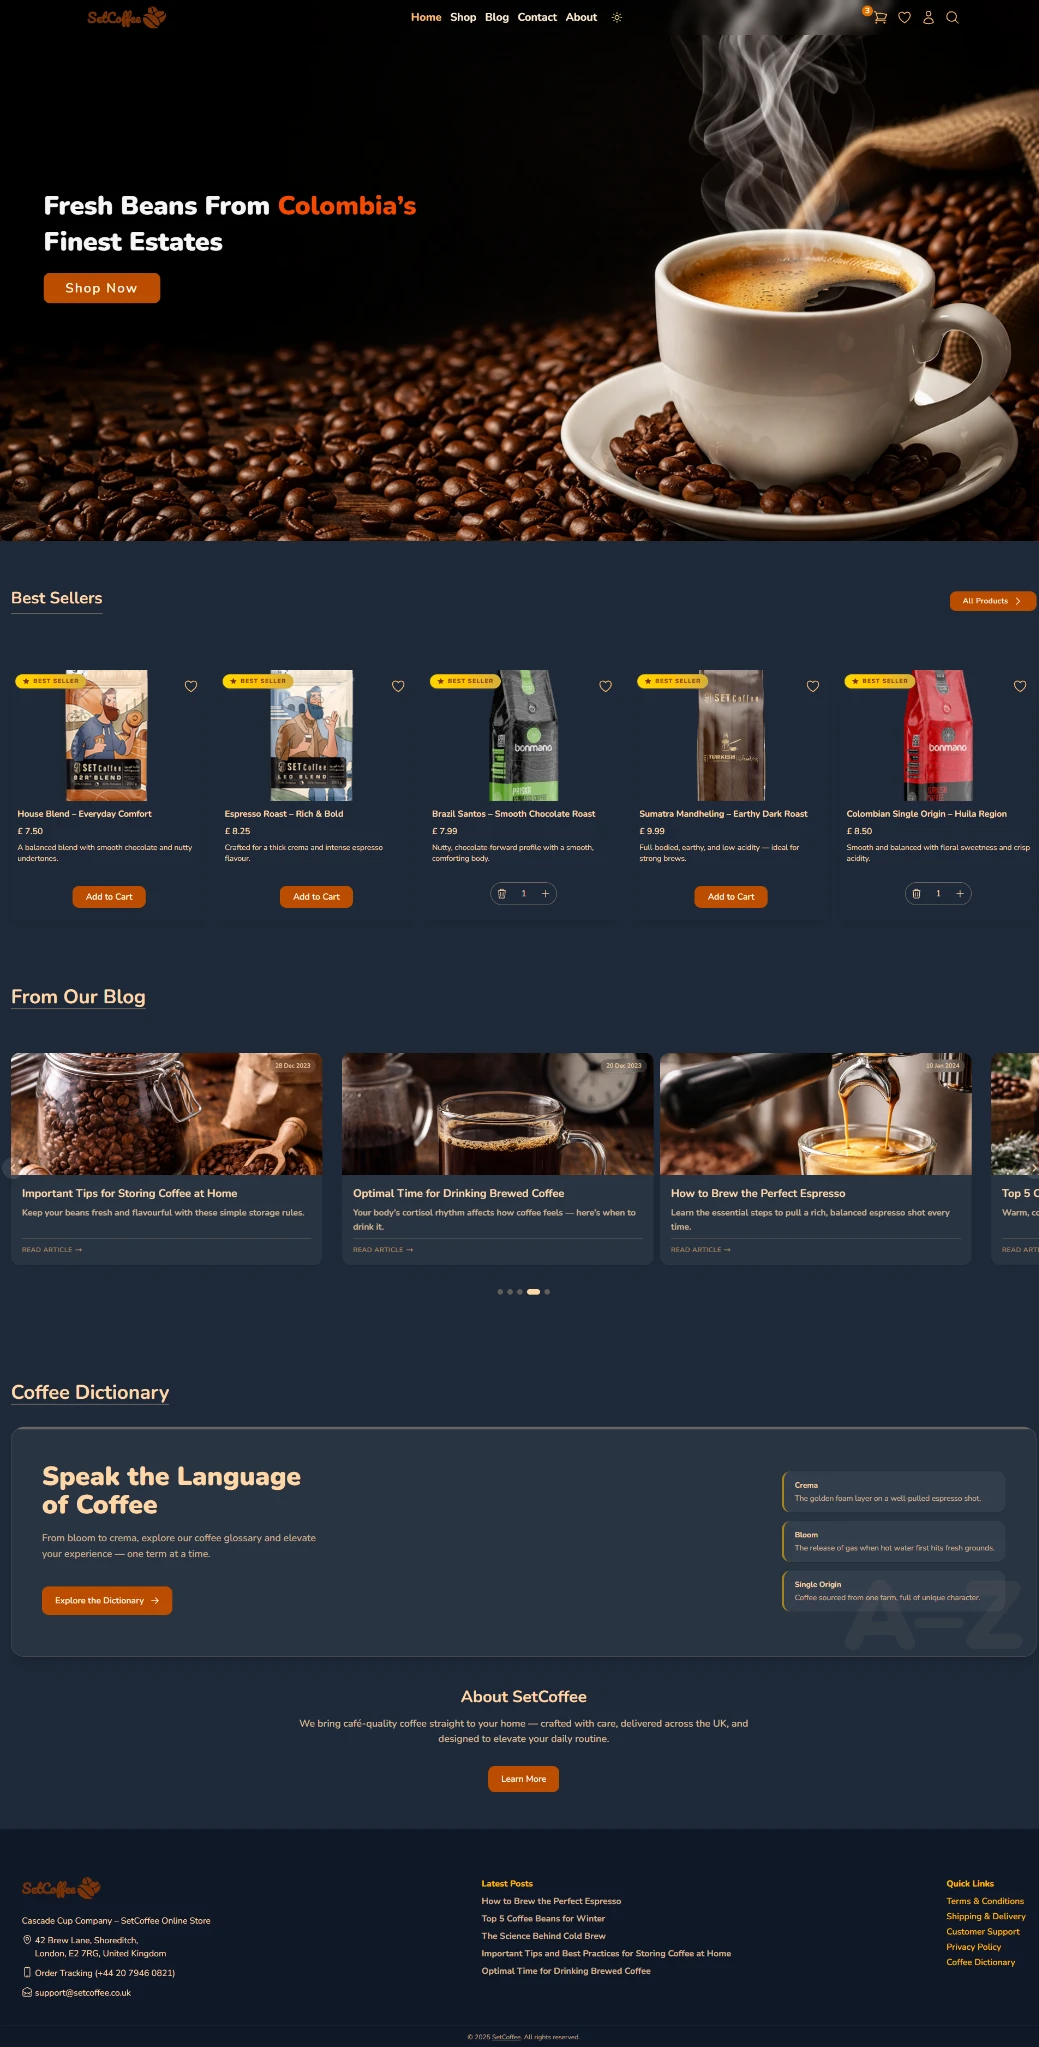 SetCoffee
Home Shop Blog Contact About
3
Fresh Beans From Colombia's
Finest Estates
Shop Now
Best Sellers
All Products
BEST SELLER
BEST SELLER
BEST SELLER
BEST SELLER
BEST SELLER
SETCoffee
B2R° BLEND
SETCoffee
LEO BLEND
bonmano
SETCoffee
TURKISH
bonmano
House Blend – Everyday Comfort
£ 7.50
A balanced blend with smooth chocolate and nutty
undertones.
Add to Cart
Espresso Roast – Rich & Bold
£ 8.25
Crafted for a thick crema and intense espresso
flavour.
Add to Cart
Brazil Santos – Smooth Chocolate Roast
£ 7.99
Nutty, chocolate-forward profile with a smooth,
comforting body.
1
Sumatra Mandheling – Earthy Dark Roast
£ 9.99
Full-bodied, earthy, and low-acidity — ideal for
strong brews.
Add to Cart
Colombian Single Origin – Huila Region
£ 8.50
Smooth and balanced with floral sweetness and crisp
acidity.
1
From Our Blog
28 Dec 2023
Important Tips for Storing Coffee at Home
Keep your beans fresh and flavourful with these simple storage rules.
READ ARTICLE →
20 Dec 2023
Optimal Time for Drinking Brewed Coffee
Your body's cortisol rhythm affects how coffee feels — here's when to
drink it.
READ ARTICLE →
10 Jan 2024
How to Brew the Perfect Espresso
Learn the essential steps to pull a rich, balanced espresso shot every
time.
READ ARTICLE →
Top 5 C
Warm, co
READ ARTI
Coffee Dictionary
Speak the Language
of Coffee
From bloom to crema, explore our coffee glossary and elevate
your experience — one term at a time.
Explore the Dictionary →
Crema
The golden foam layer on a well-pulled espresso shot.
Bloom
The release of gas when hot water first hits fresh grounds.
Single Origin
Coffee sourced from one farm, full of unique character.
A–Z
About SetCoffee
We bring café-quality coffee straight to your home — crafted with care, delivered across the UK, and
designed to elevate your daily routine.
Learn More
SetCoffee
Cascade Cup Company – SetCoffee Online Store
42 Brew Lane, Shoreditch,
London, E2 7RG, United Kingdom
Order Tracking (+44 20 7946 0821)
support@setcoffee.co.uk
Latest Posts
How to Brew the Perfect Espresso
Top 5 Coffee Beans for Winter
The Science Behind Cold Brew
Important Tips and Best Practices for Storing Coffee at Home
Optimal Time for Drinking Brewed Coffee
Quick Links
Terms & Conditions
Shipping & Delivery
Customer Support
Privacy Policy
Coffee Dictionary
© 2025 SetCoffee. All rights reserved.